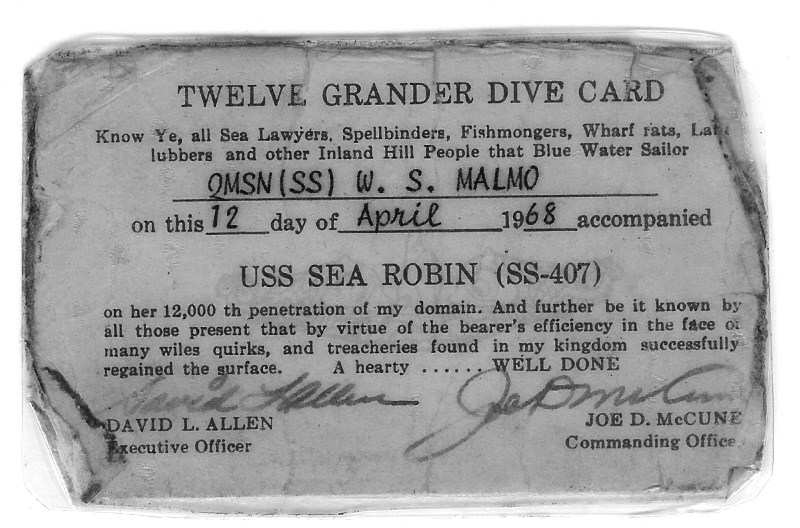 TWELVE GRANDER DIVE CARD
Know Ye, all Sea Lawyers, Spellbinders, Fishmongers, Wharf rats,
lubbers and other Inland Hill People that Blue Water Sailor
QMSN(SS) W. S. MALMO
on this 12 day of April 1968 accompanied
USS SEA ROBIN (SS-407)
on her 12,000 th penetration of my domain. And further be it known by
all those present that by virtue of the bearer's efficiency in the face of
many wiles quirks, and treacheries found in my kingdom successfully
regained the surface. A hearty ...... WELL DONE
David L Allen Joe D McCune
DAVID L. ALLEN JOE D. McCUNE
Executive Officer Commanding Office